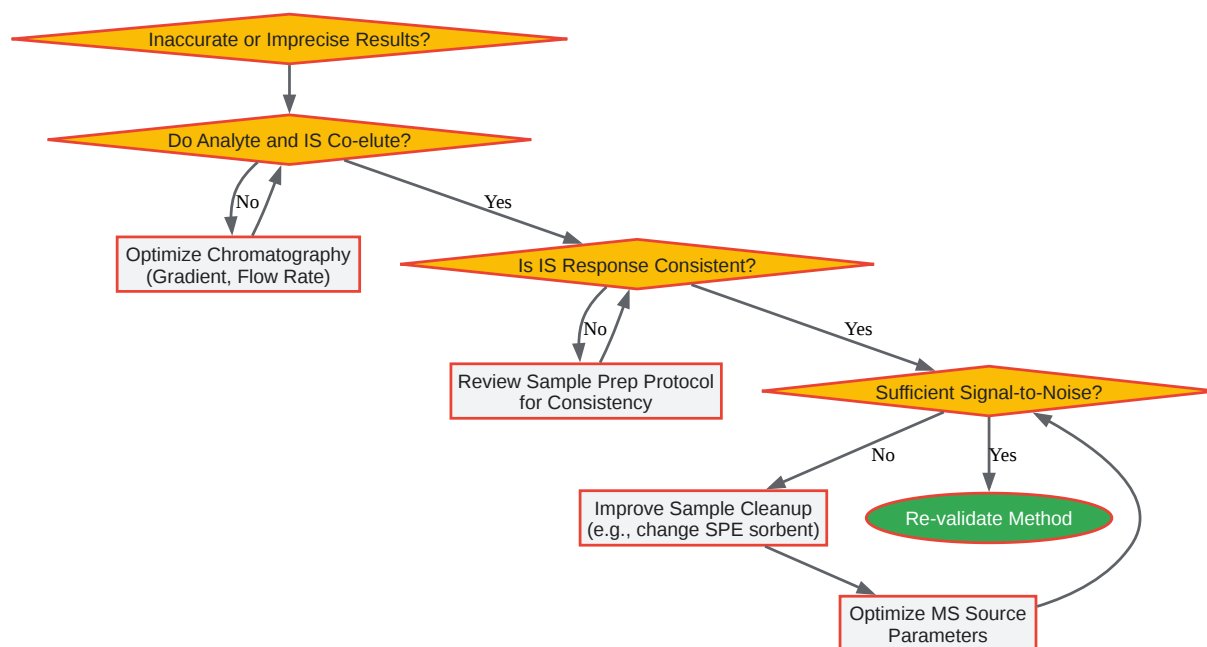 Inaccurate or Imprecise Results?
Do Analyte and IS Co-elute?
No
Yes
Optimize Chromatography
(Gradient, Flow Rate)
Is IS Response Consistent?
No
Yes
Review Sample Prep Protocol
for Consistency
Sufficient Signal-to-Noise?
No
Yes
Improve Sample Cleanup
(e.g., change SPE sorbent)
Re-validate Method
Optimize MS Source
Parameters